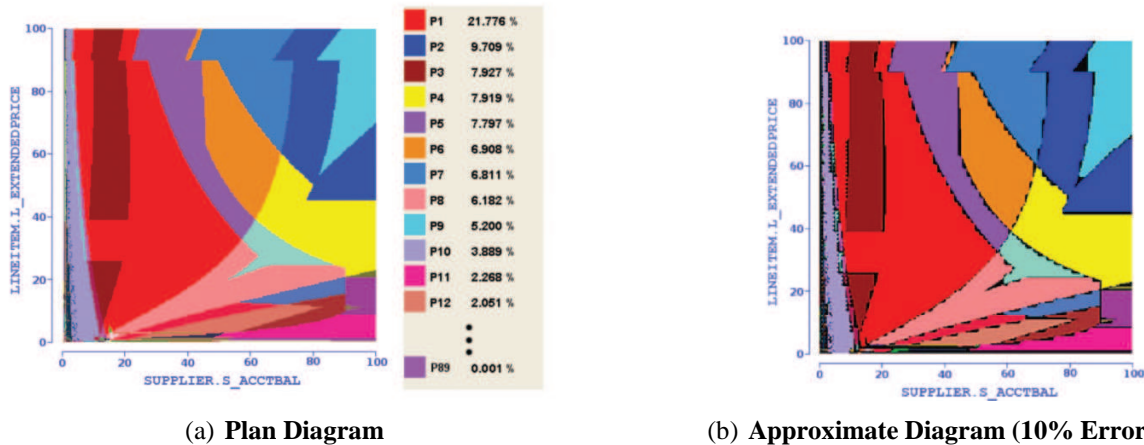 100
80
60
40
20
0
LINEITEM.L_EXTENDEDPRICE
0 20 40 60 80 100
SUPPLIER.S_ACCTBAL
P1 21.776 %
P2 9.709 %
P3 7.927 %
P4 7.919 %
P5 7.797 %
P6 6.908 %
P7 6.811 %
P8 6.182 %
P9 5.200 %
P10 3.889 %
P11 2.268 %
P12 2.051 %
P89 0.001 %
(a) Plan Diagram
100
80
60
40
20
0
LINEITEM.L_EXTENDEDPRICE
0 20 40 60 80 100
SUPPLIER.S_ACCTBAL
(b) Approximate Diagram (10% Error